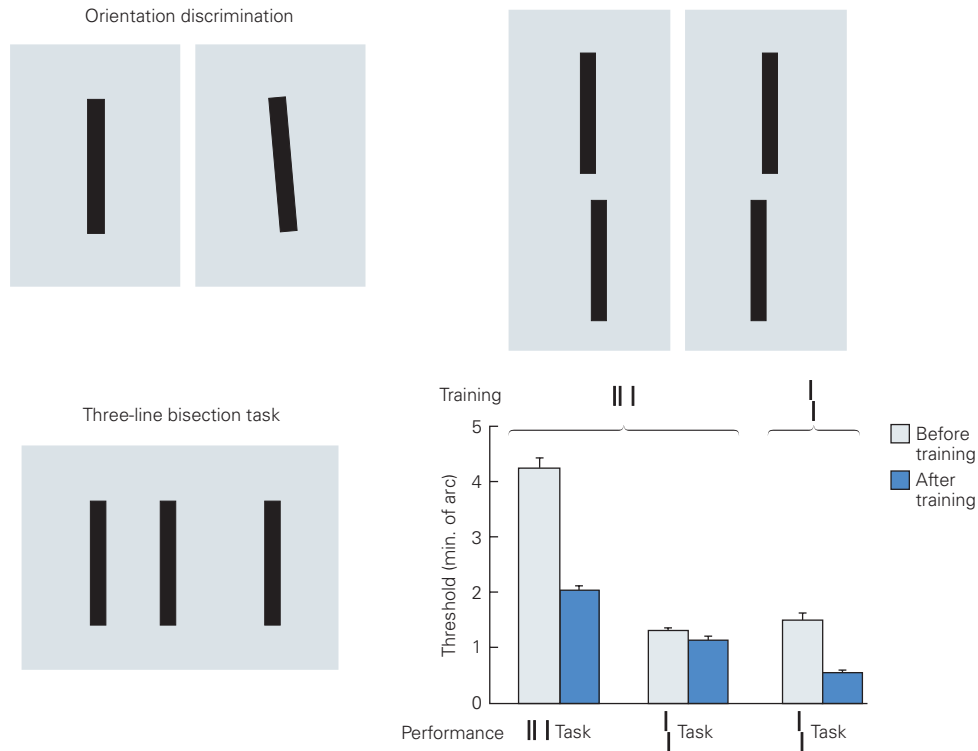 Orientation discrimination
Three-line bisection task
Training
Before
training
After
training
Threshold (min. of arc)
5
4
3
2
1
0
Performance
Task
Task
Task